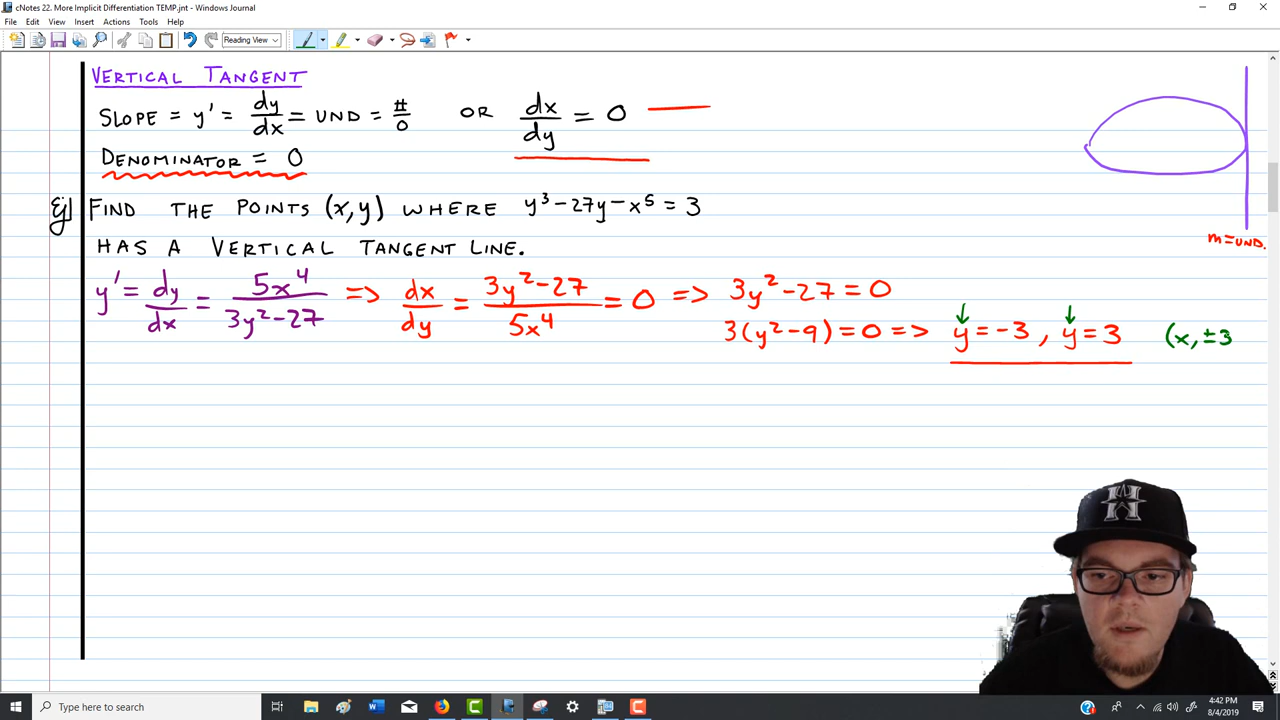 cNotes 22. More Implicit Differentiation TEMP.jnt - Windows Journal
File Edit View Insert Actions Tools Help
Reading View
VERTICAL TANGENT
SLOPE = y' = dy/dx = UND = #/0 OR dx/dy = 0
DENOMINATOR = 0
m=UND.
Ej] FIND THE POINTS (x,y) WHERE y³-27y-x⁵=3
HAS A VERTICAL TANGENT LINE.
y' = dy/dx = 5x⁴/3y²-27 => dx/dy = 3y²-27/5x⁴ = 0 => 3y²-27=0
3(y²-9)=0 => y=-3, y=3 (x,±3
H
Type here to search
4:42 PM
8/4/2019